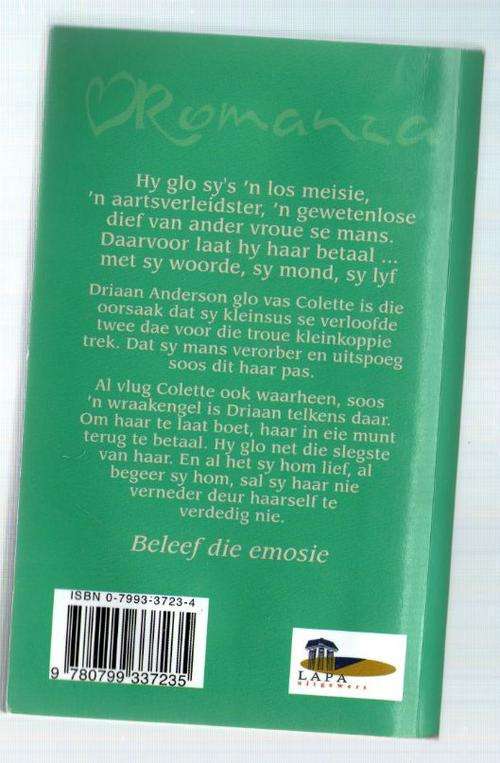 Romanza
Hy glo sy's 'n los meisie,
'n aartsverleidster, 'n gewetenlose
dief van ander vroue se mans.
Daarvoor laat hy haar betaal ...
met sy woorde, sy mond, sy lyf
Driaan Anderson glo vas Colette is die
oorsaak dat sy kleinsus se verloofde
twee dae voor die troue kleinkoppie
trek. Dat sy mans verorber en uitspoeg
soos dit haar pas.
Al vlug Colette ook waarheen, soos
'n wraakengel is Driaan telkens daar.
Om haar te laat boet, haar in eie munt
terug te betaal. Hy glo net die slegste
van haar. En al het sy hom lief, al
begeer sy hom, sal sy haar nie
verneder deur haarself te
verdedig nie.
Beleef die emosie
ISBN 0-7993-3723-4
9 780799 337235
LAPA
uitgewers